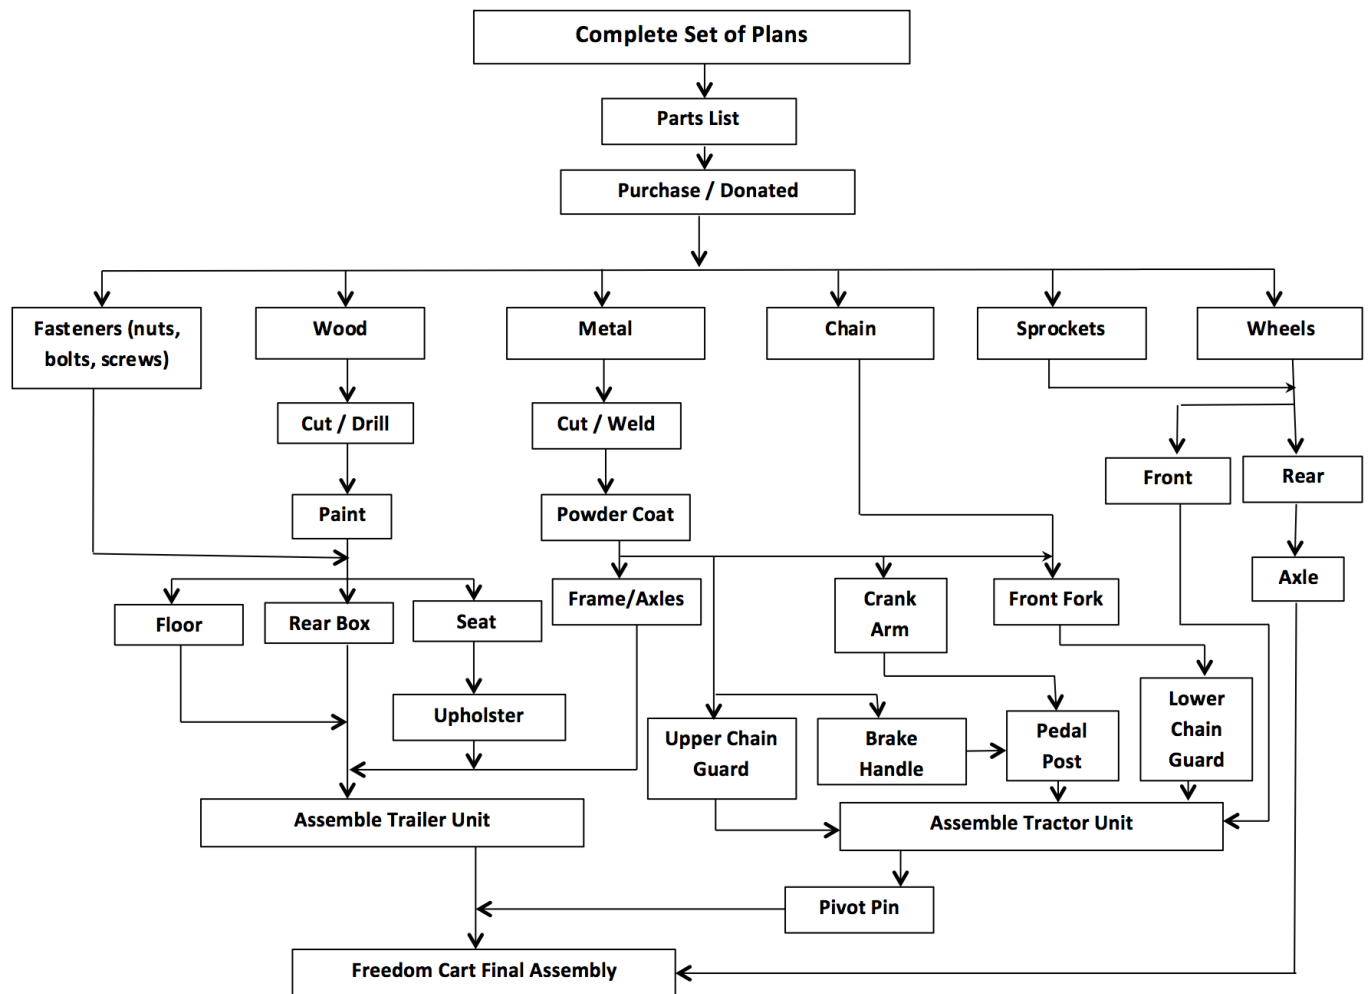 Complete Set of Plans
Parts List
Purchase / Donated
Fasteners (nuts,
bolts, screws)
Wood
Metal
Chain
Sprockets
Wheels
Cut / Drill
Cut / Weld
Front
Rear
Paint
Powder Coat
Axle
Floor
Rear Box
Seat
Frame/Axles
Crank
Arm
Front Fork
Upholster
Upper Chain
Guard
Brake
Handle
Pedal
Post
Lower
Chain
Guard
Assemble Trailer Unit
Assemble Tractor Unit
Pivot Pin
Freedom Cart Final Assembly